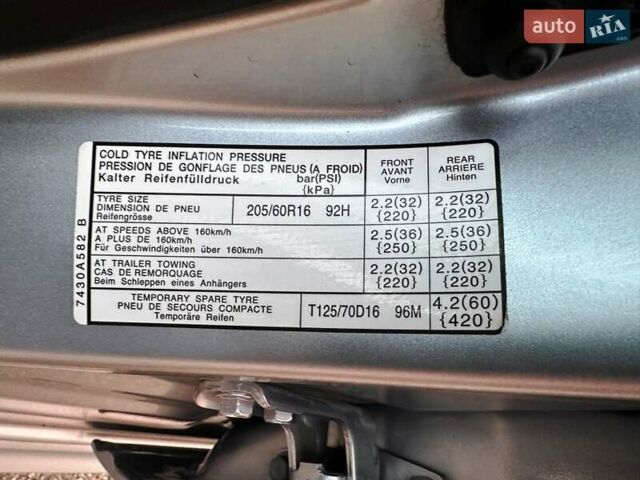 auto RIA.com
COLD TYRE INFLATION PRESSURE
PRESSION DE GONFLAGE DES PNEUS (A FROID)
Kalter Reifenfülldruck bar(PSI) {kPa}
FRONT AVANT Vorne
REAR ARRIERE Hinten
TYRE SIZE
DIMENSION DE PNEU
Reifengrösse
205/60R16 92H
2.2(32) {220}
2.2(32) {220}
AT SPEEDS ABOVE 160km/h
A PLUS DE 160km/h
Für Geschwindigkeiten über 160km/h
2.5(36) {250}
2.5(36) {250}
AT TRAILER TOWING
CAS DE REMORQUAGE
Beim Schleppen eines Anhängers
2.2(32) {220}
2.2(32) {220}
TEMPORARY SPARE TYRE
PNEU DE SECOURS COMPACTE
Temporäre Reifen
T125/70D16 96M
4.2(60) {420}
7430A582 B